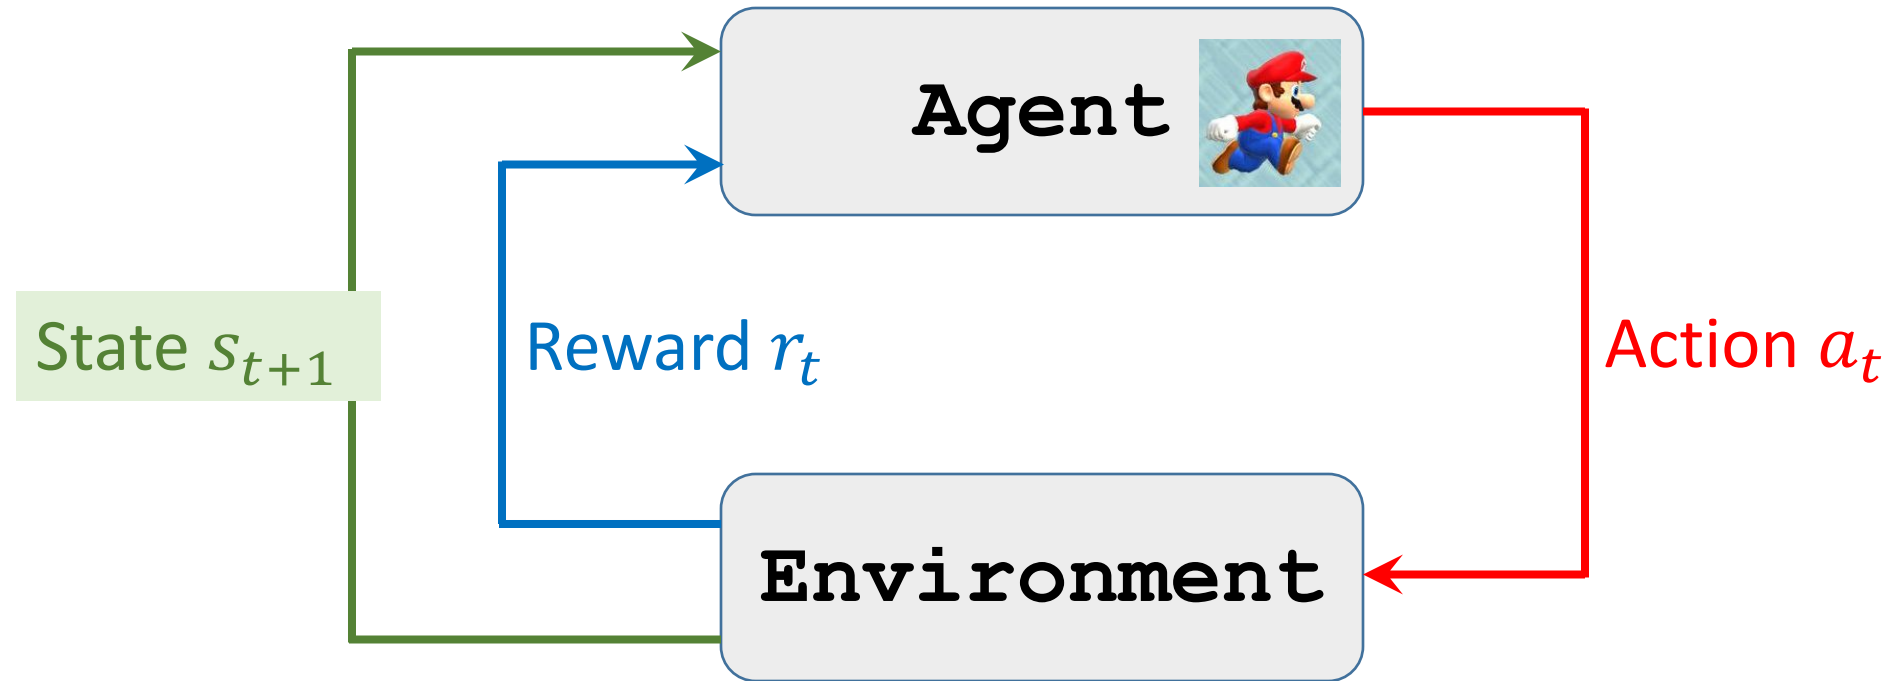 Agent
State s_{t+1}
Reward r_t
Action a_t
Environment